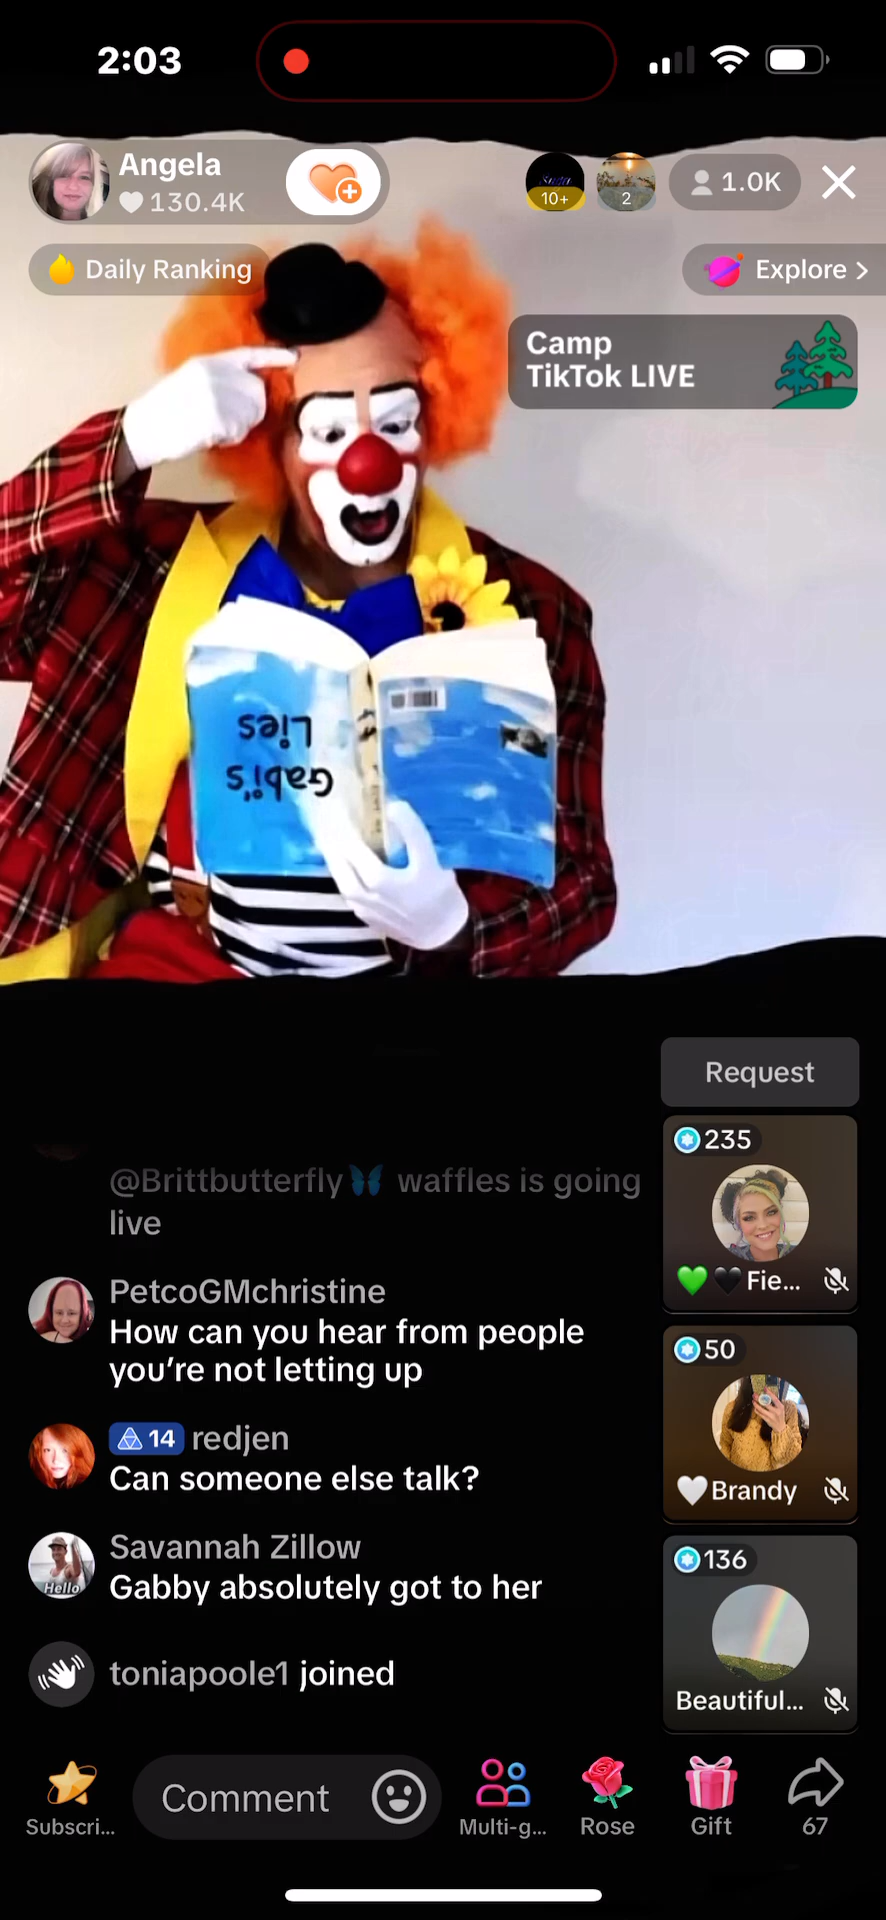 2:03
Angela
130.4K
10+
2
1.0K
Daily Ranking
Explore >
Camp
TikTok LIVE
Gabi's
Lies
Request
@Brittbutterfly🦋 waffles is going
live
235
💚🖤Fie...
PetcoGMchristine
How can you hear from people
you're not letting up
50
🤍Brandy
14 redjen
Can someone else talk?
Savannah Zillow
Hello
Gabby absolutely got to her
136
Beautiful...
toniapoole1 joined
Subscri...
Comment
Multi-g...
Rose
Gift
67